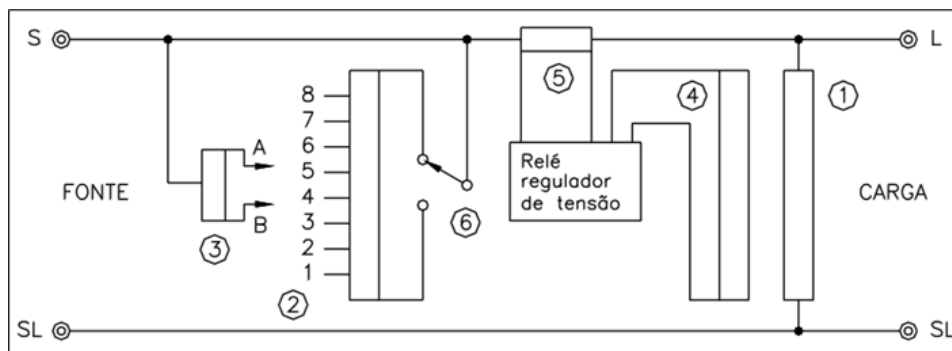 S
L
5
4
1
8
7
6
5
4
3
2
1
A
B
Relé
regulador
de tensão
FONTE
CARGA
3
6
2
SL
SL